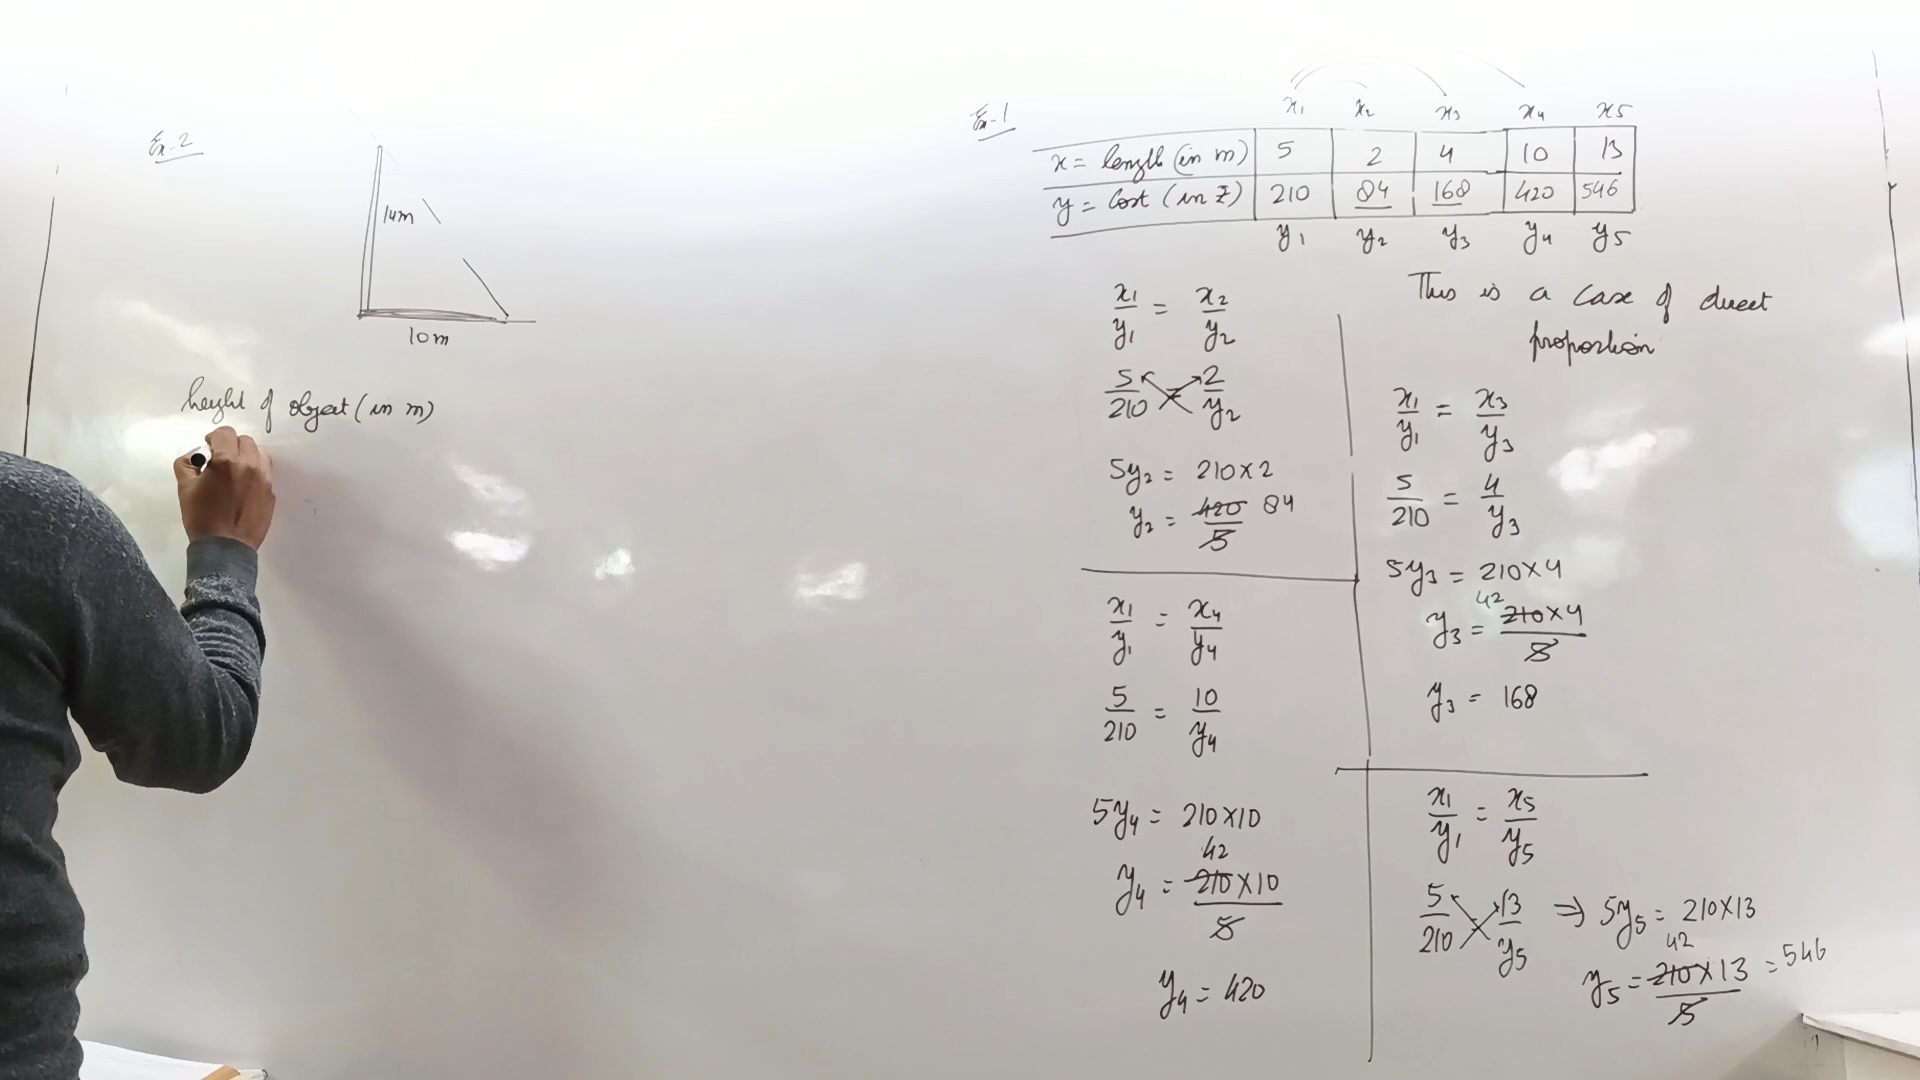 Ex-2
14m
10m
height of object (in m)
Ex-1
x₁ x₂ x₃ x₄ x₅
x = length (in m) 5 2 4 10 13
y = Cost (in ₹) 210 84 168 420 546
y₁ y₂ y₃ y₄ y₅
This is a case of direct
proportion
x₁/y₁ = x₂/y₂
5/210 = 2/y₂
5y₂ = 210×2
y₂ = 420/5 84
x₁/y₁ = x₃/y₃
5/210 = 4/y₃
5y₃ = 210×4
42
y₃ = 210×4/5
y₃ = 168
x₁/y₁ = x₄/y₄
5/210 = 10/y₄
5y₄ = 210×10
42
y₄ = 210×10/5
y₄ = 420
x₁/y₁ = x₅/y₅
5/210 = 13/y₅ ⇒ 5y₅ = 210×13
42
y₅ = 210×13/5 = 546